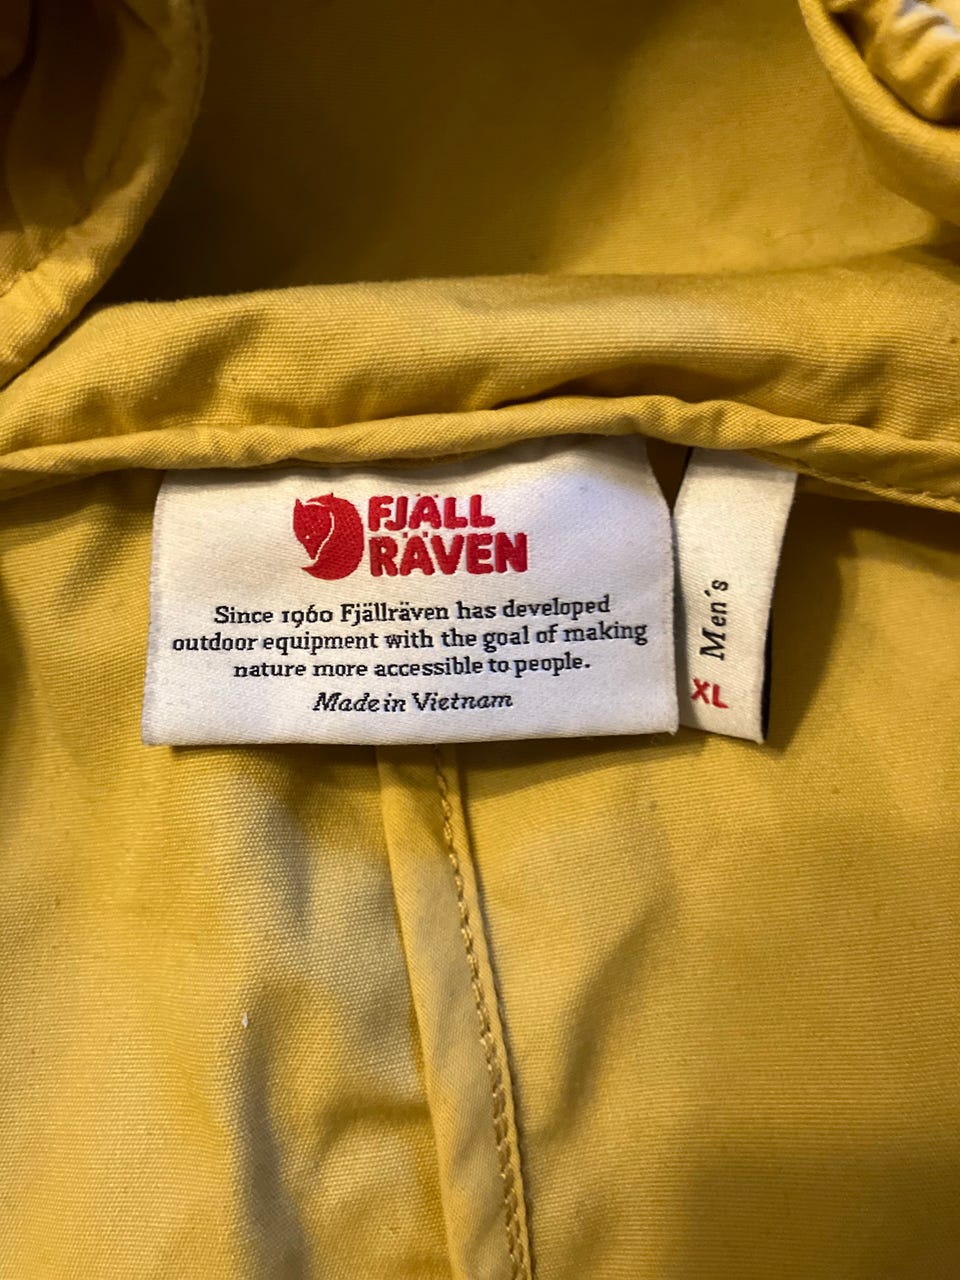 FJÄLL
RÄVEN
Since 1960 Fjällräven has developed
outdoor equipment with the goal of making
nature more accessible to people.
Made in Vietnam
Men's
XL